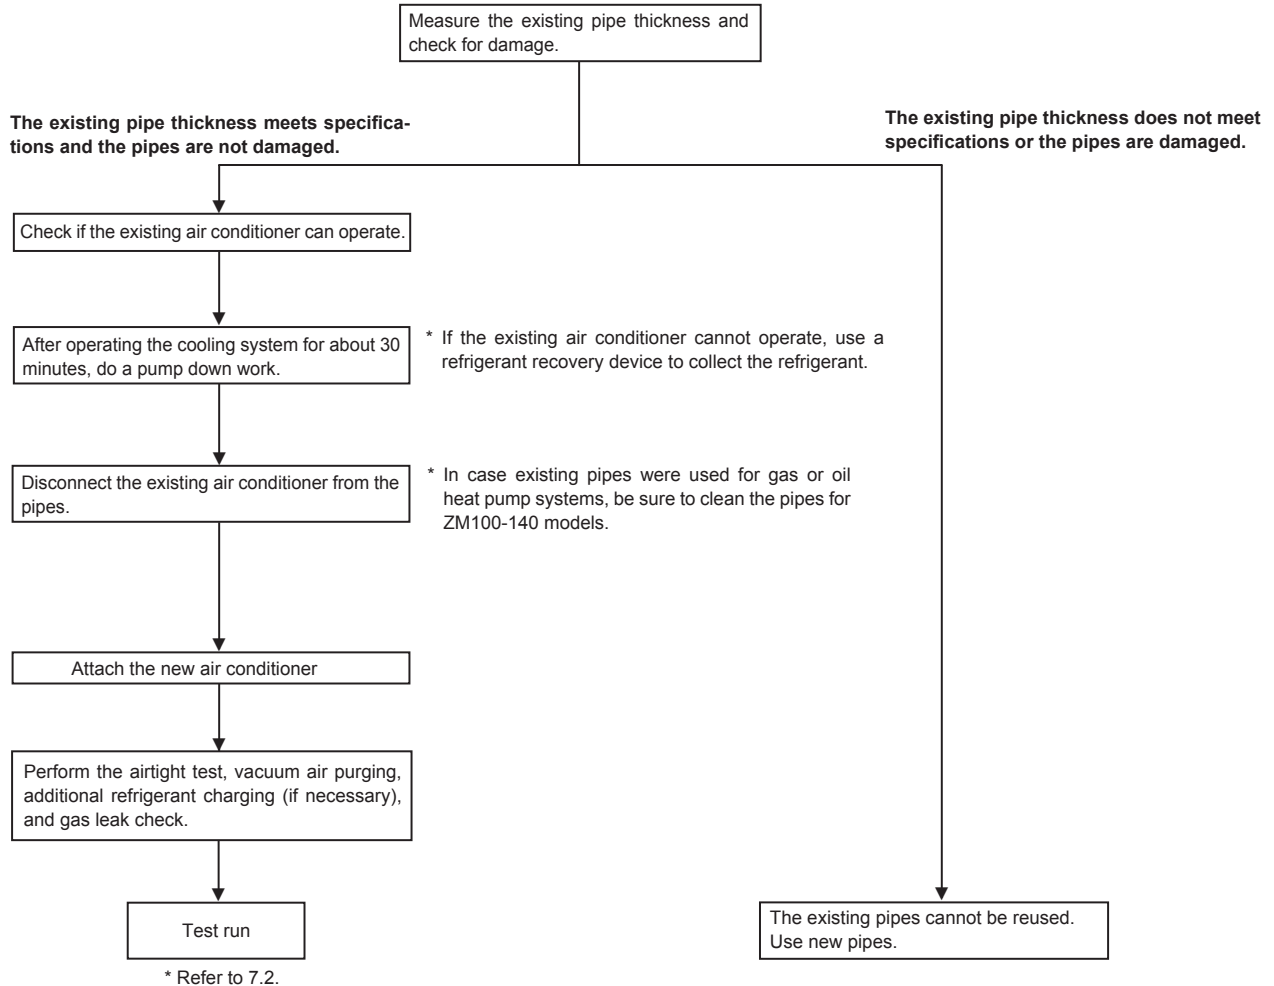 Measure the existing pipe thickness and
check for damage.
The existing pipe thickness meets specifica-
tions and the pipes are not damaged.
The existing pipe thickness does not meet
specifications or the pipes are damaged.
Check if the existing air conditioner can operate.
After operating the cooling system for about 30
minutes, do a pump down work.
* If the existing air conditioner cannot operate, use a
refrigerant recovery device to collect the refrigerant.
Disconnect the existing air conditioner from the
pipes.
* In case existing pipes were used for gas or oil
heat pump systems, be sure to clean the pipes for
ZM100-140 models.
Attach the new air conditioner
Perform the airtight test, vacuum air purging,
additional refrigerant charging (if necessary),
and gas leak check.
Test run
* Refer to 7.2.
The existing pipes cannot be reused.
Use new pipes.